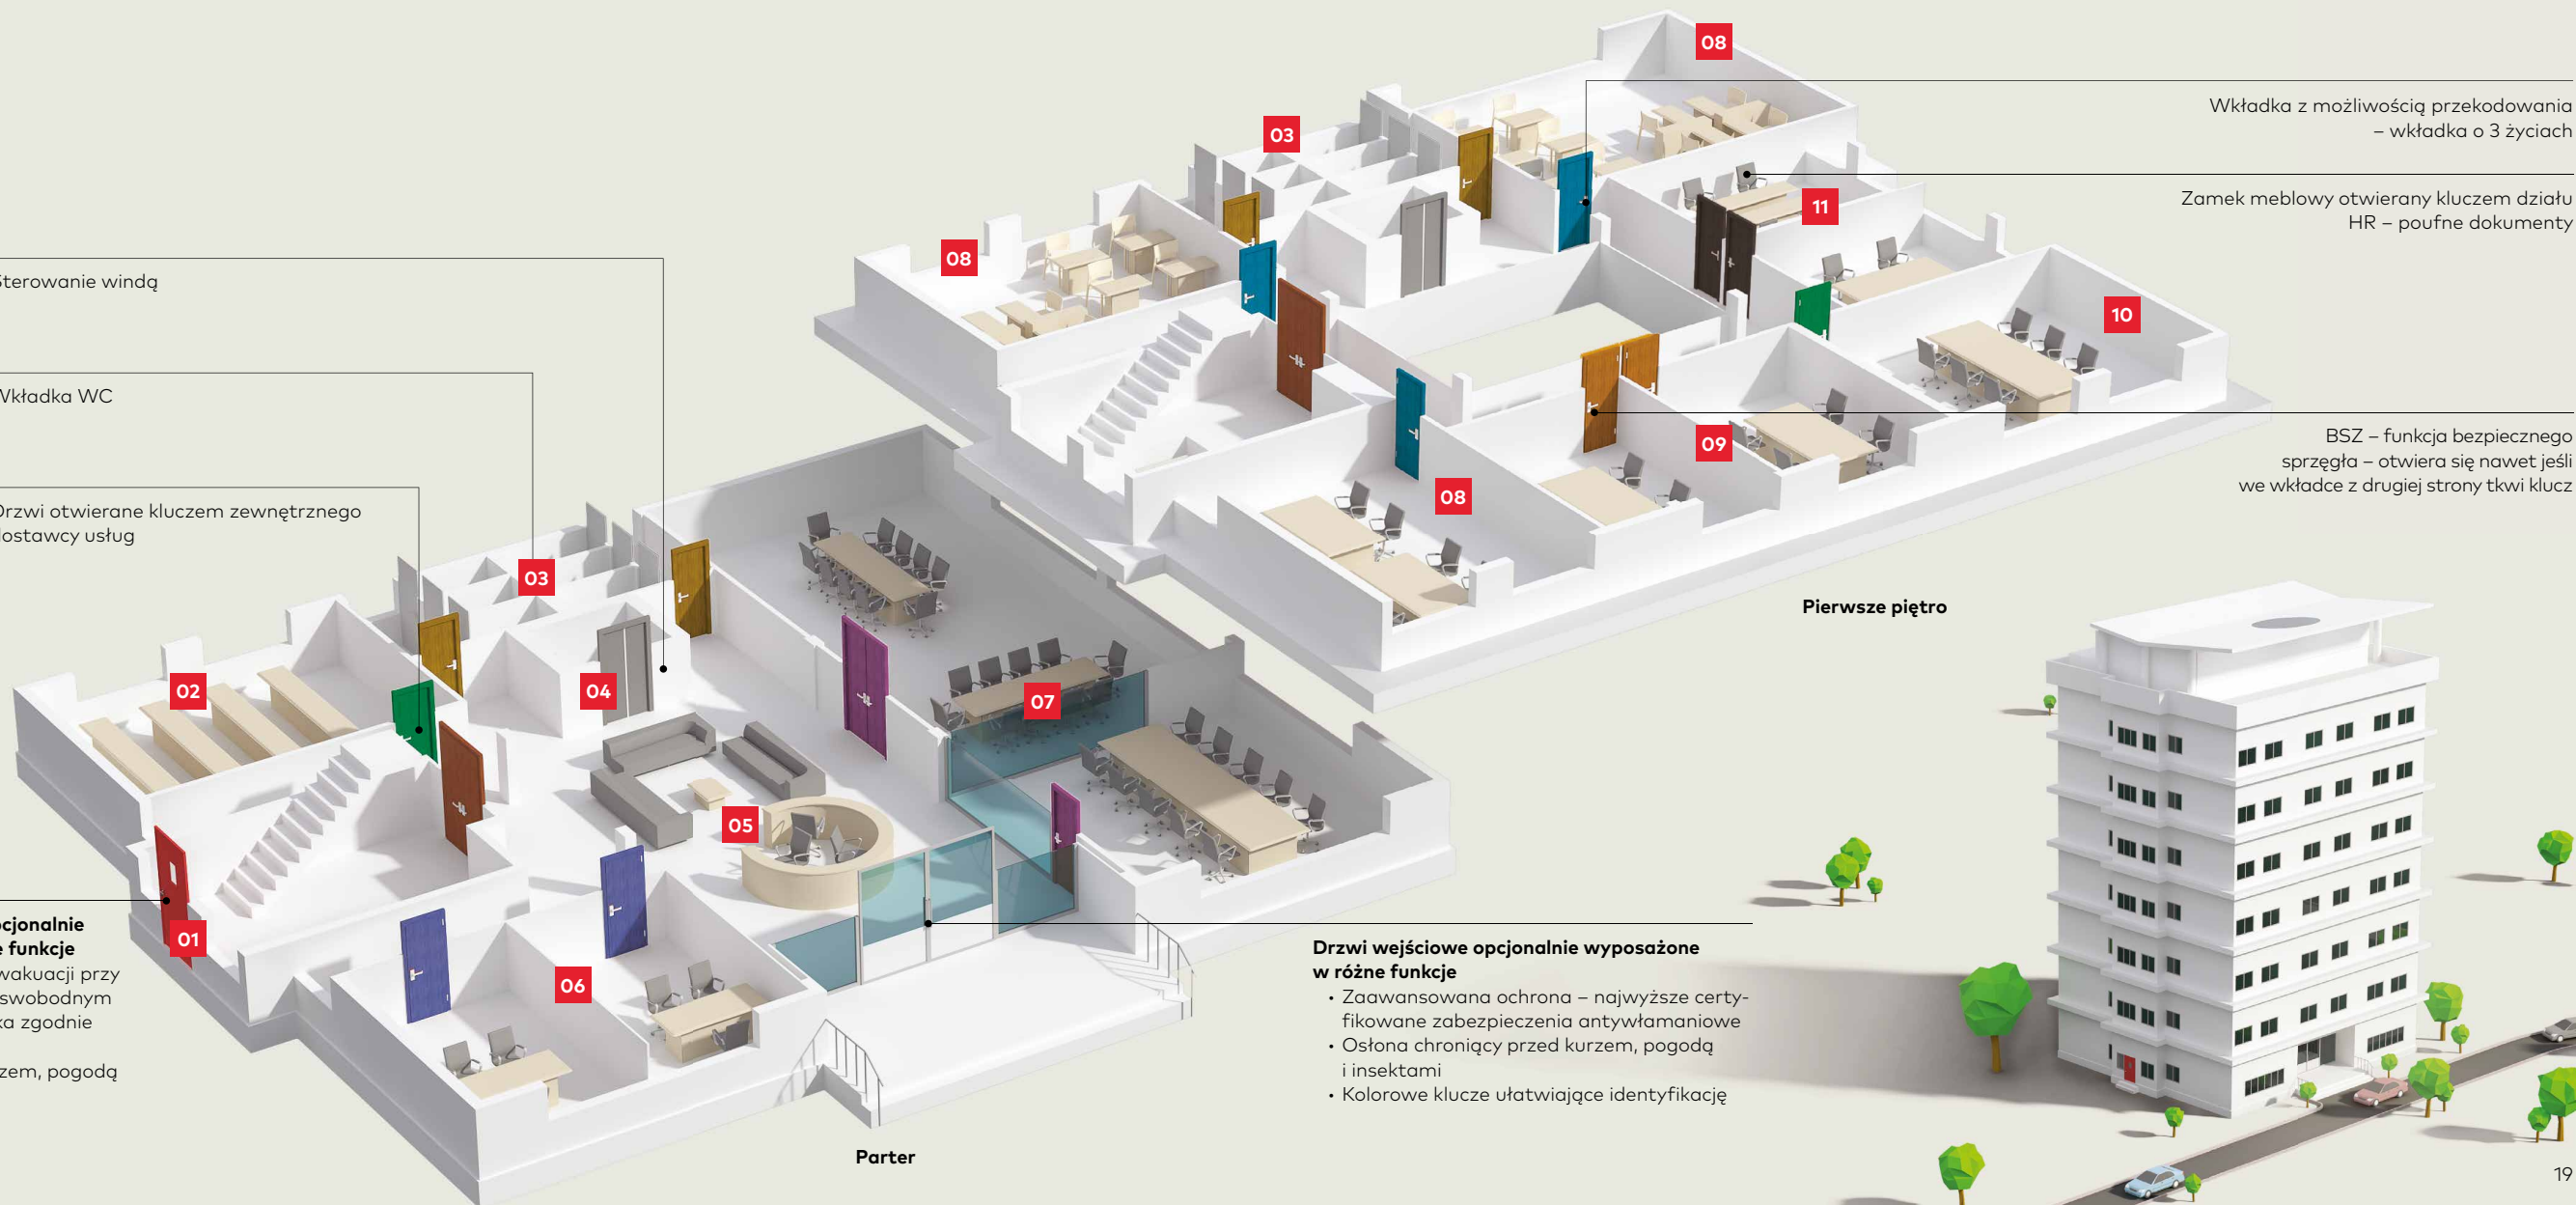 Sterowanie windą
Wkładka WC
Drzwi otwierane kluczem zewnętrznego
dostawcy usług
funkcje
przy
swobodnym
zgodnie
pogodą
01
02
03
04
05
06
07
Parter
Drzwi wejściowe opcjonalnie wyposażone
w różne funkcje
• Zaawansowana ochrona – najwyższe certy-
fikowane zabezpieczenia antywłamaniowe
• Osłona chroniący przed kurzem, pogodą
i insektami
• Kolorowe klucze ułatwiające identyfikację
08
03
08
11
10
09
08
Pierwsze piętro
Wkładka z możliwością przekodowania
– wkładka o 3 życiach
Zamek meblowy otwierany kluczem działu
HR – poufne dokumenty
BSZ – funkcja bezpiecznego
sprzęgła – otwiera się nawet jeśli
we wkładce z drugiej strony tkwi klucz
19